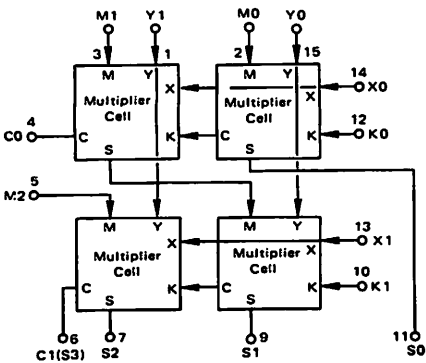 M1 Y1 M0 Y0
3 1 2 15
M Y M Y 14
X X X0
Multiplier Cell Multiplier Cell
4 12
C0 C K K K0
S S
5
M2
M Y M Y 13
X X X1
Multiplier Cell Multiplier Cell
10
C K C K K1
S S
6 7 9 11
C1(S3) S2 S1 S0